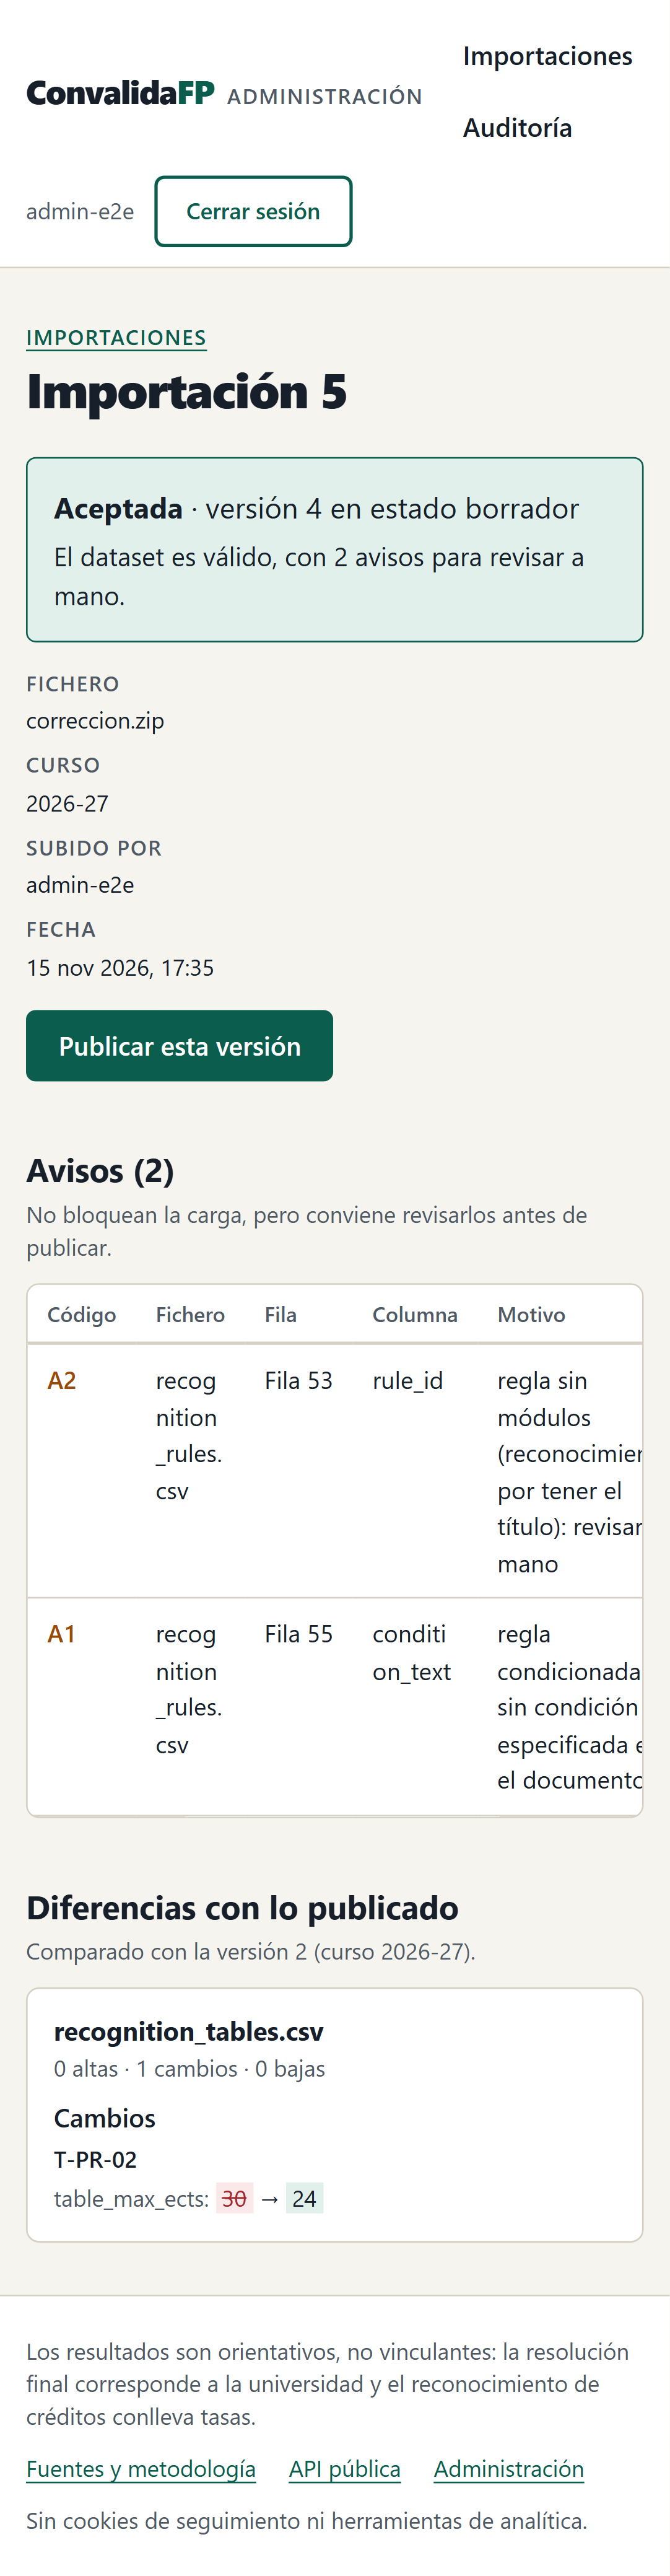 Importaciones
ConvalidaFP ADMINISTRACIÓN
Auditoría
admin-e2e Cerrar sesión
IMPORTACIONES
Importación 5
Aceptada · versión 4 en estado borrador
El dataset es válido, con 2 avisos para revisar a
mano.
FICHERO
correccion.zip
CURSO
2026-27
SUBIDO POR
admin-e2e
FECHA
15 nov 2026, 17:35
Publicar esta versión
Avisos (2)
No bloquean la carga, pero conviene revisarlos antes de
publicar.
Código Fichero Fila Columna Motivo
A2 recog Fila 53 rule_id regla sin
nition módulos
_rules. (reconocimien
csv por tener el
título): revisar
mano
A1 recog Fila 55 conditi regla
nition on_text condicionada
_rules. sin condición
csv especificada e
el documento
Diferencias con lo publicado
Comparado con la versión 2 (curso 2026-27).
recognition_tables.csv
0 altas · 1 cambios · 0 bajas
Cambios
T-PR-02
table_max_ects: 30 → 24
Los resultados son orientativos, no vinculantes: la resolución
final corresponde a la universidad y el reconocimiento de
créditos conlleva tasas.
Fuentes y metodología API pública Administración
Sin cookies de seguimiento ni herramientas de analítica.